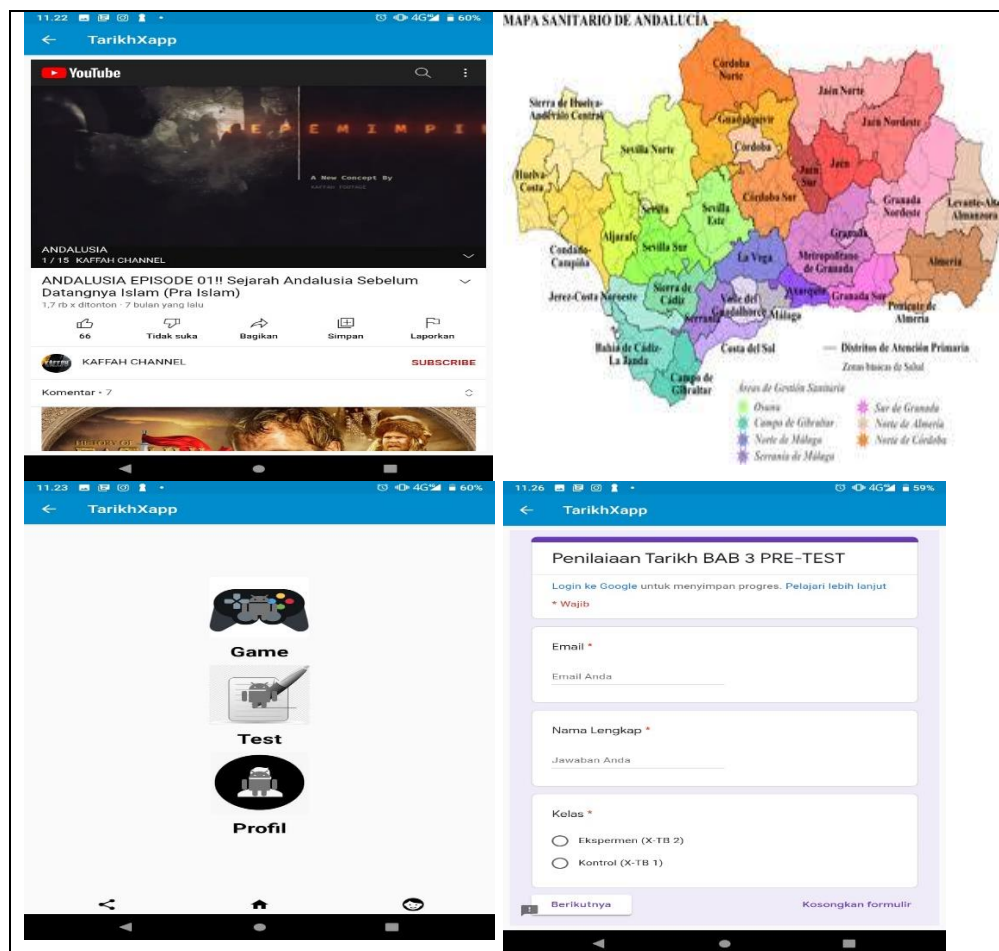 11.22
4G
60%
TarikhXapp
YouTube
EPEMIMPIN
A New Concept By
KAFFAH FOOTAGE
ANDALUSIA
1 / 15 KAFFAH CHANNEL
ANDALUSIA EPISODE 01!! Sejarah Andalusia Sebelum
Datangnya Islam (Pra Islam)
1,7 rb x ditonton · 7 bulan yang lalu
66
Tidak suka
Bagikan
Simpan
Laporkan
KAFFAH CHANNEL
SUBSCRIBE
Komentar · 7
HISTORY OF
MAPA SANITARIO DE ANDALUCÍA
Córdoba
Norte
Jaén Norte
Sierra de Huelva-
Andévalo Central
Guadalquivir
Jaén Nordeste
Sevilla Norte
Córdoba
Huelva-
Costa
Jaén
Jaén
Sur
Córdoba Sur
Granada
Nordeste
Levante-Alto
Almanzora
Sevilla
Sevilla
Este
Aljarafe
Granada
Condado-
Campiña
Sevilla Sur
La Vega
Metropolitano
de Granada
Almería
Jerez-Costa Noroeste
Sierra de
Cádiz
Valle del
Guadalhorce
Málaga
Axarquía
Granada Sur
Poniente de
Almería
Serranía
Bahía de Cádiz-
La Janda
Costa del Sol
Campo de
Gibraltar
Distritos de Atención Primaria
Zonas básicas de Salud
Áreas de Gestión Sanitaria
Osuna
Campo de Gibraltar
Norte de Málaga
Serranía de Málaga
Sur de Granada
Norte de Almería
Norte de Córdoba
11.23
4G
60%
TarikhXapp
Game
Test
Profil
11.26
4G
59%
TarikhXapp
Penilaiaan Tarikh BAB 3 PRE-TEST
Login ke Google untuk menyimpan progres. Pelajari lebih lanjut
* Wajib
Email *
Email Anda
Nama Lengkap *
Jawaban Anda
Kelas *
Ekspermen (X-TB 2)
Kontrol (X-TB 1)
Berikutnya
Kosongkan formulir